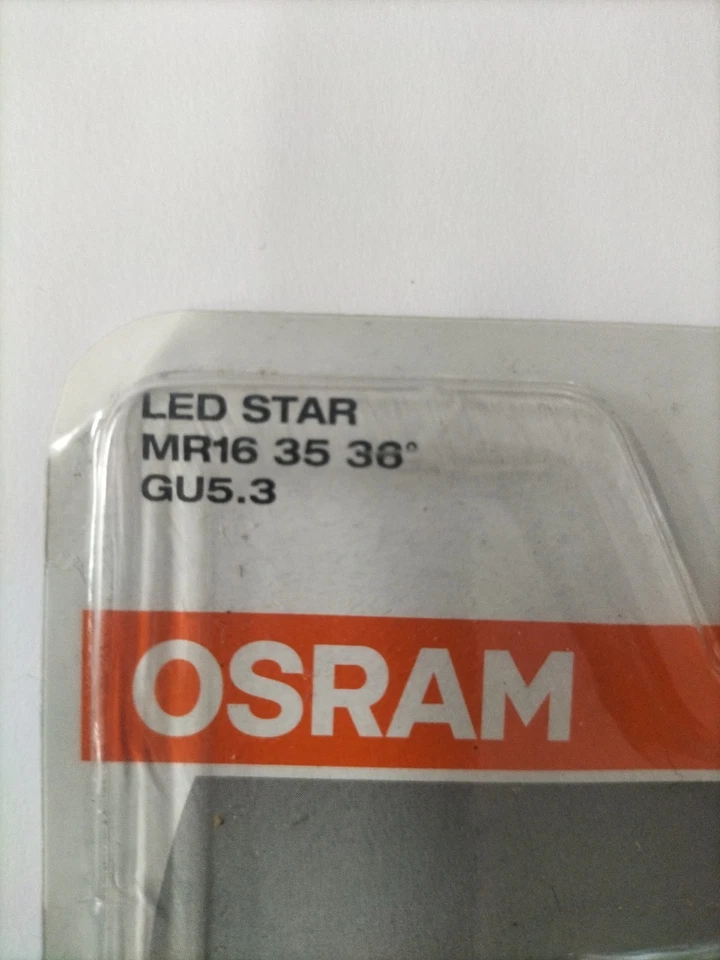 LED STAR
MR16 35 36°
GU5.3
OSRAM